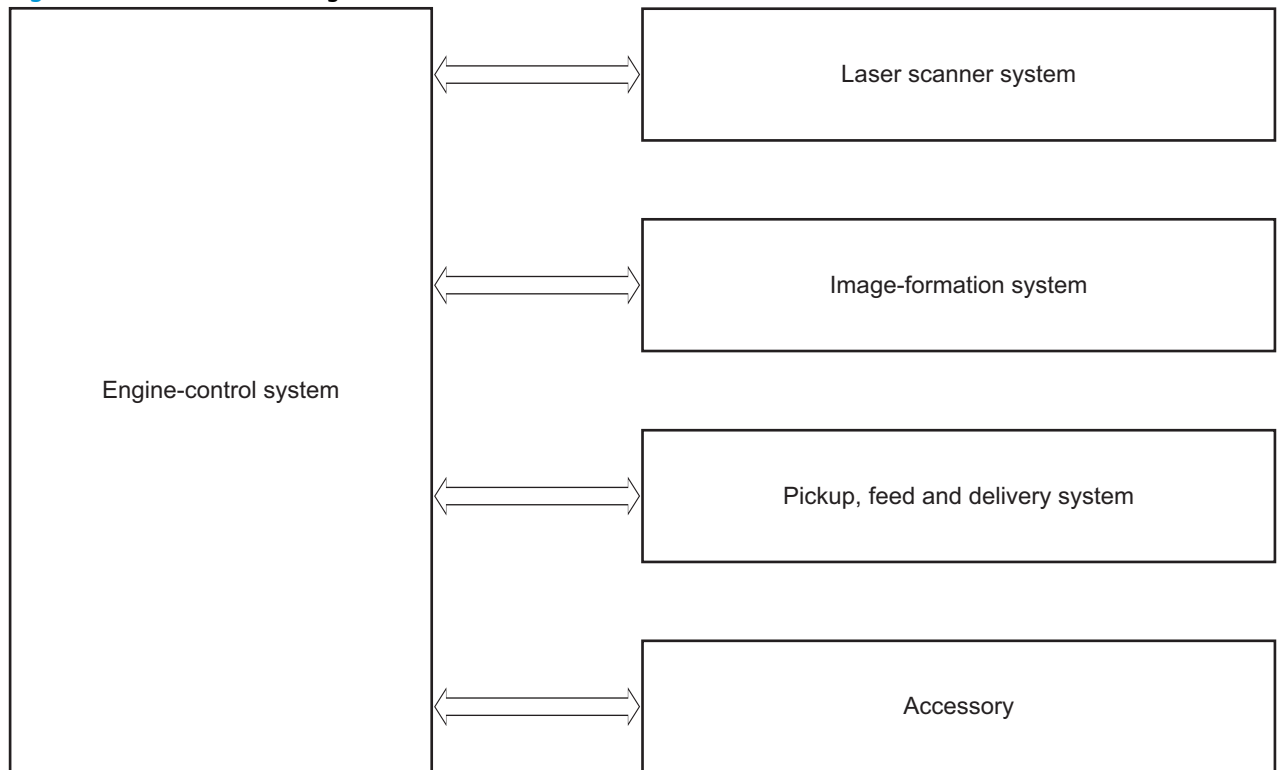 Engine-control system
Laser scanner system
Image-formation system
Pickup, feed and delivery system
Accessory